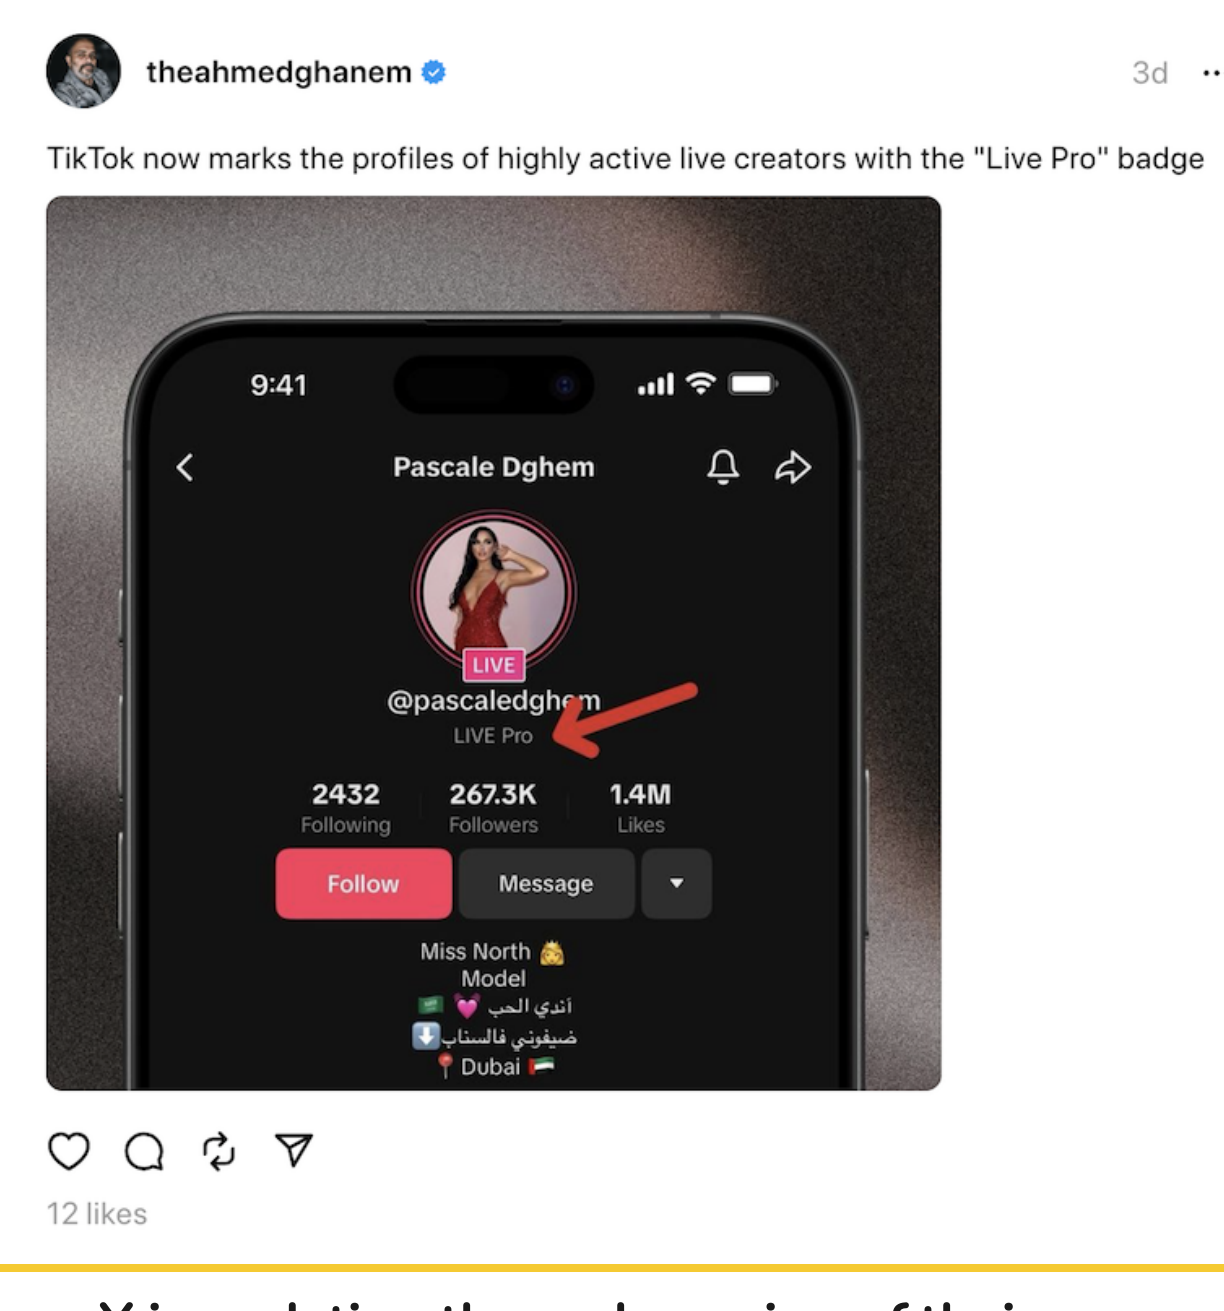 theahmedghanem
3d
TikTok now marks the profiles of highly active live creators with the "Live Pro" badge
9:41
Pascale Dghem
LIVE
@pascaledghem
LIVE Pro
2432 267.3K 1.4M
Following Followers Likes
Follow Message
Miss North 👸
Model
أندي الحب 💓 🇸🇦
ضيفوني فالسناب⬇️
📍 Dubai 🇦🇪
12 likes